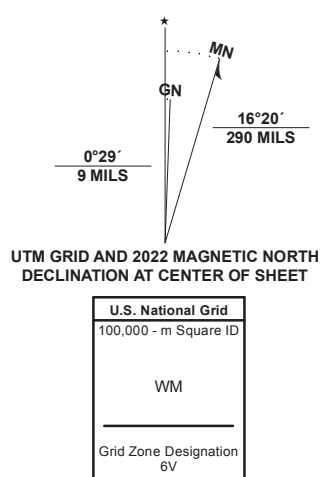 ★
MN
GN
16°20´
290 MILS
0°29´
9 MILS
UTM GRID AND 2022 MAGNETIC NORTH
DECLINATION AT CENTER OF SHEET
U.S. National Grid
100,000 - m Square ID
WM
Grid Zone Designation
6V